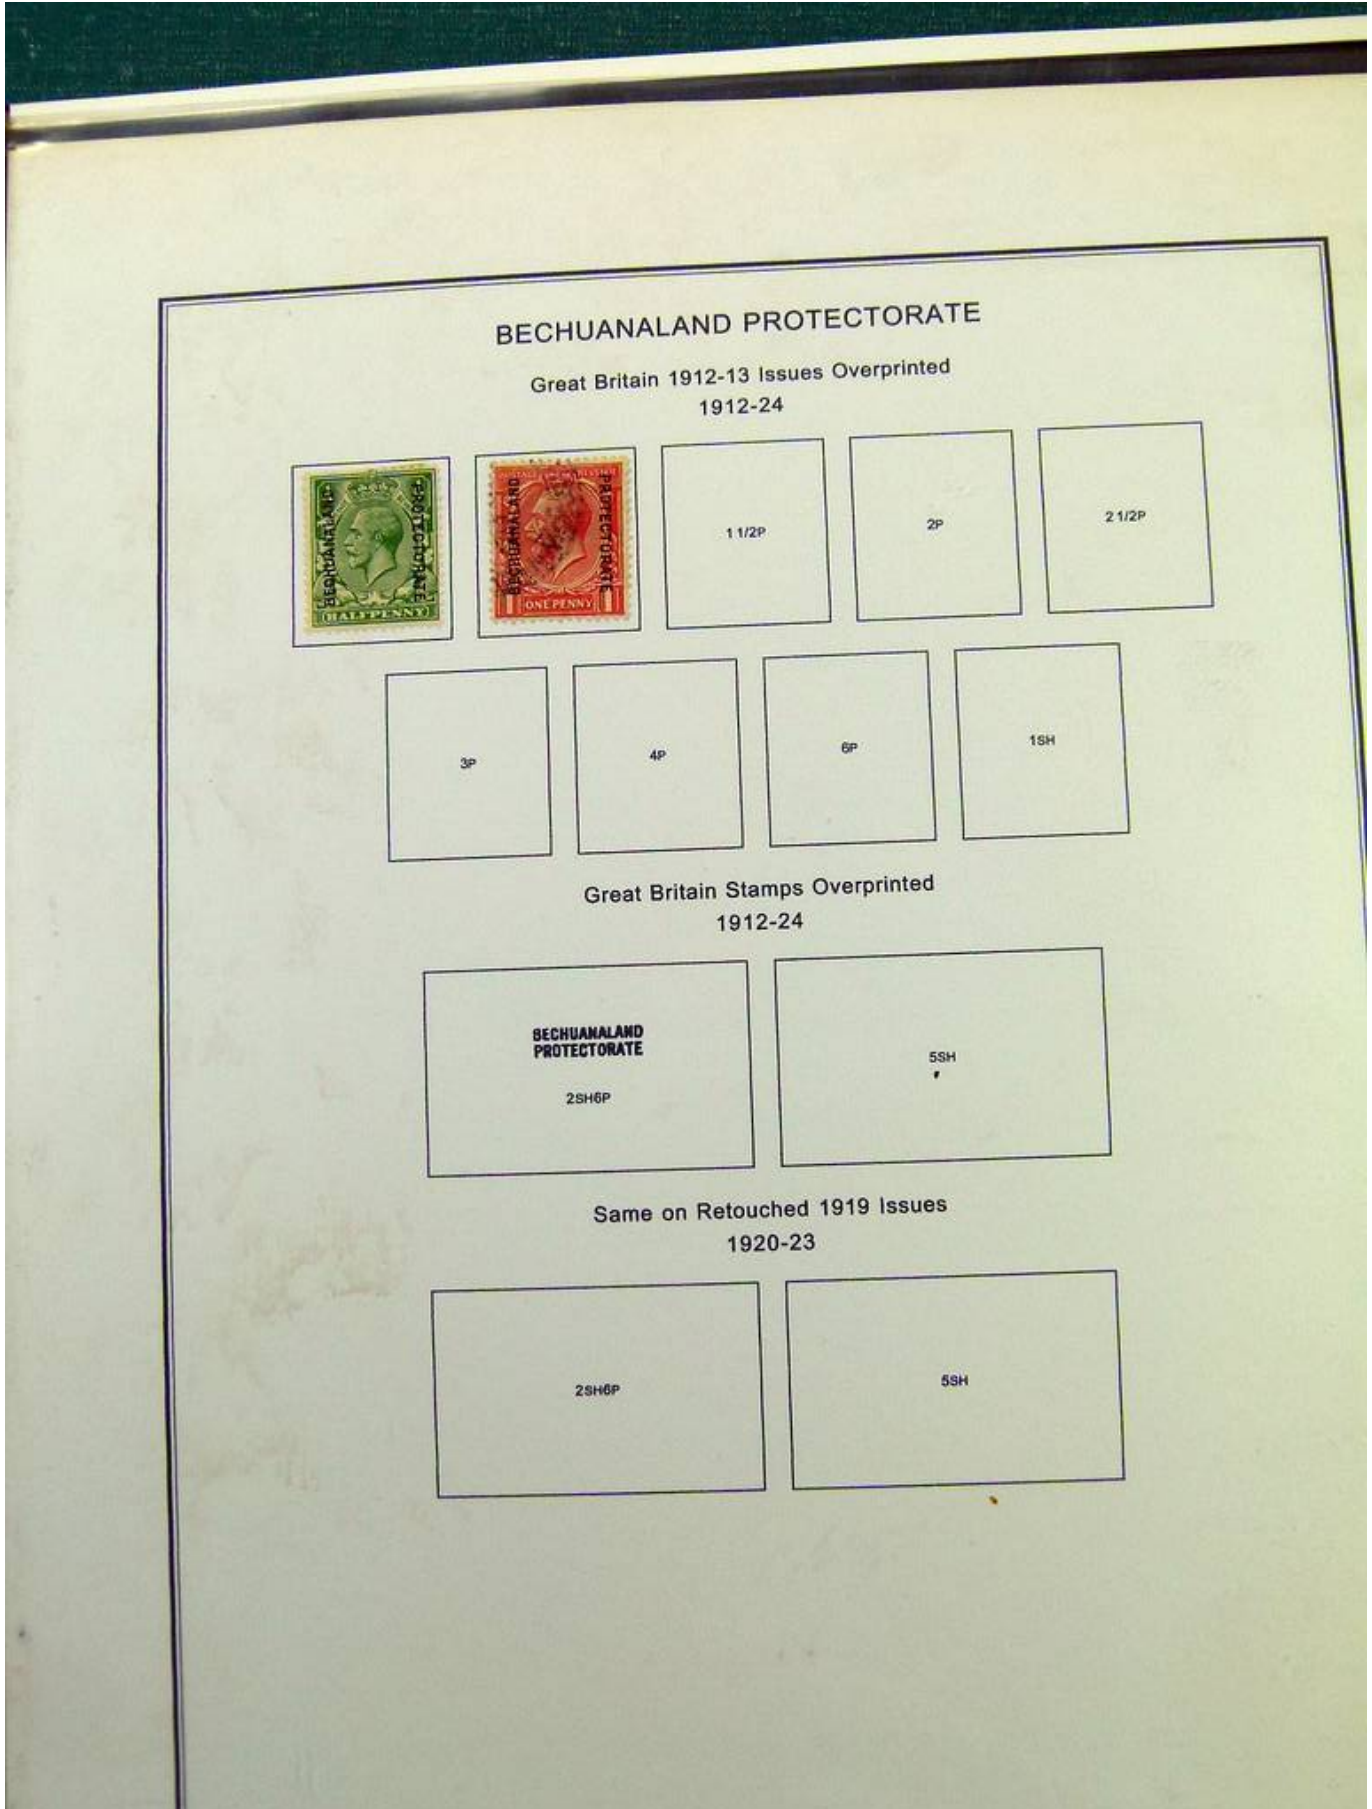 BECHUANALAND PROTECTORATE
Great Britain 1912-13 Issues Overprinted
1912-24
BECHUANALAND PROTECTORATE
HALFPENNY
BECHUANALAND PROTECTORATE
ONE PENNY
1 1/2P
2P
2 1/2P
3P
4P
6P
1SH
Great Britain Stamps Overprinted
1912-24
BECHUANALAND
PROTECTORATE
2SH6P
5SH
Same on Retouched 1919 Issues
1920-23
2SH6P
5SH